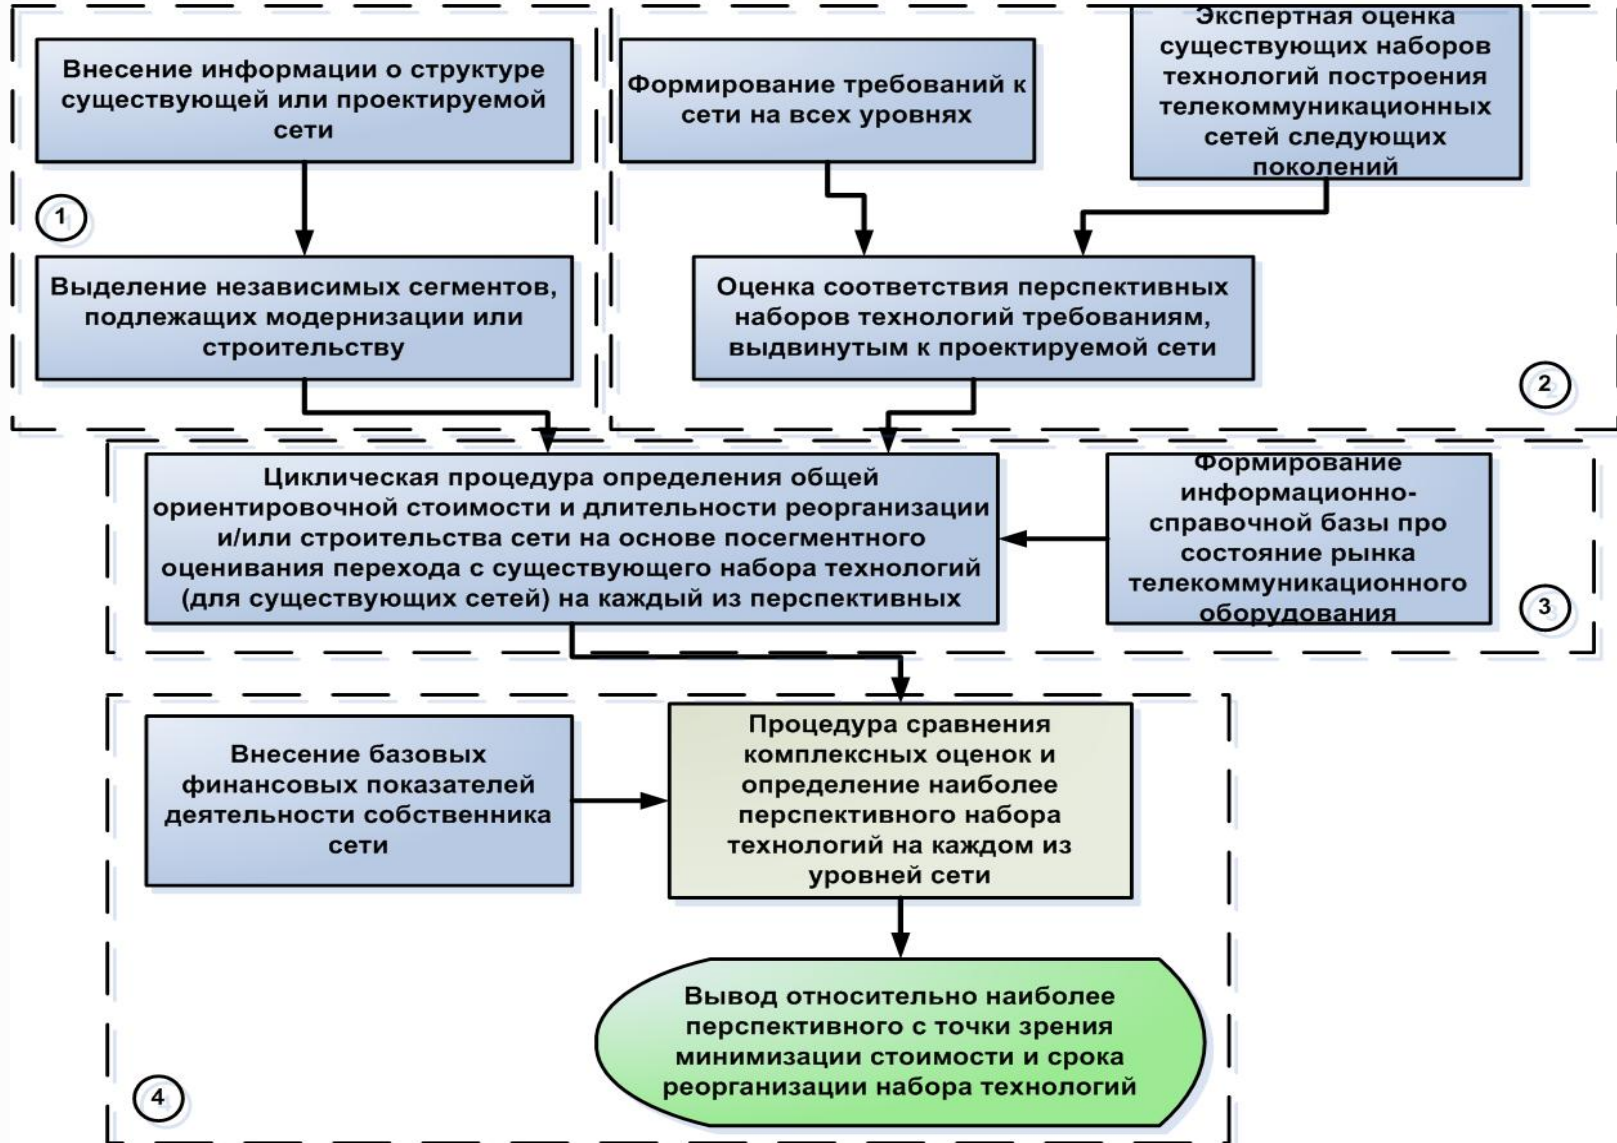 Внесение информации о структуре
существующей или проектируемой
сети
1
Выделение независимых сегментов,
подлежащих модернизации или
строительству
Формирование требований к
сети на всех уровнях
Экспертная оценка
существующих наборов
технологий построения
телекоммуникационных
сетей следующих
поколений
Оценка соответствия перспективных
наборов технологий требованиям,
выдвинутым к проектируемой сети
2
Циклическая процедура определения общей
ориентировочной стоимости и длительности реорганизации
и/или строительства сети на основе посегментного
оценивания перехода с существующего набора технологий
(для существующих сетей) на каждый из перспективных
Формирование
информационно-
справочной базы про
состояние рынка
телекоммуникационного
оборудования
3
Внесение базовых
финансовых показателей
деятельности собственника
сети
Процедура сравнения
комплексных оценок и
определение наиболее
перспективного набора
технологий на каждом из
уровней сети
Вывод относительно наиболее
перспективного с точки зрения
минимизации стоимости и срока
реорганизации набора технологий
4